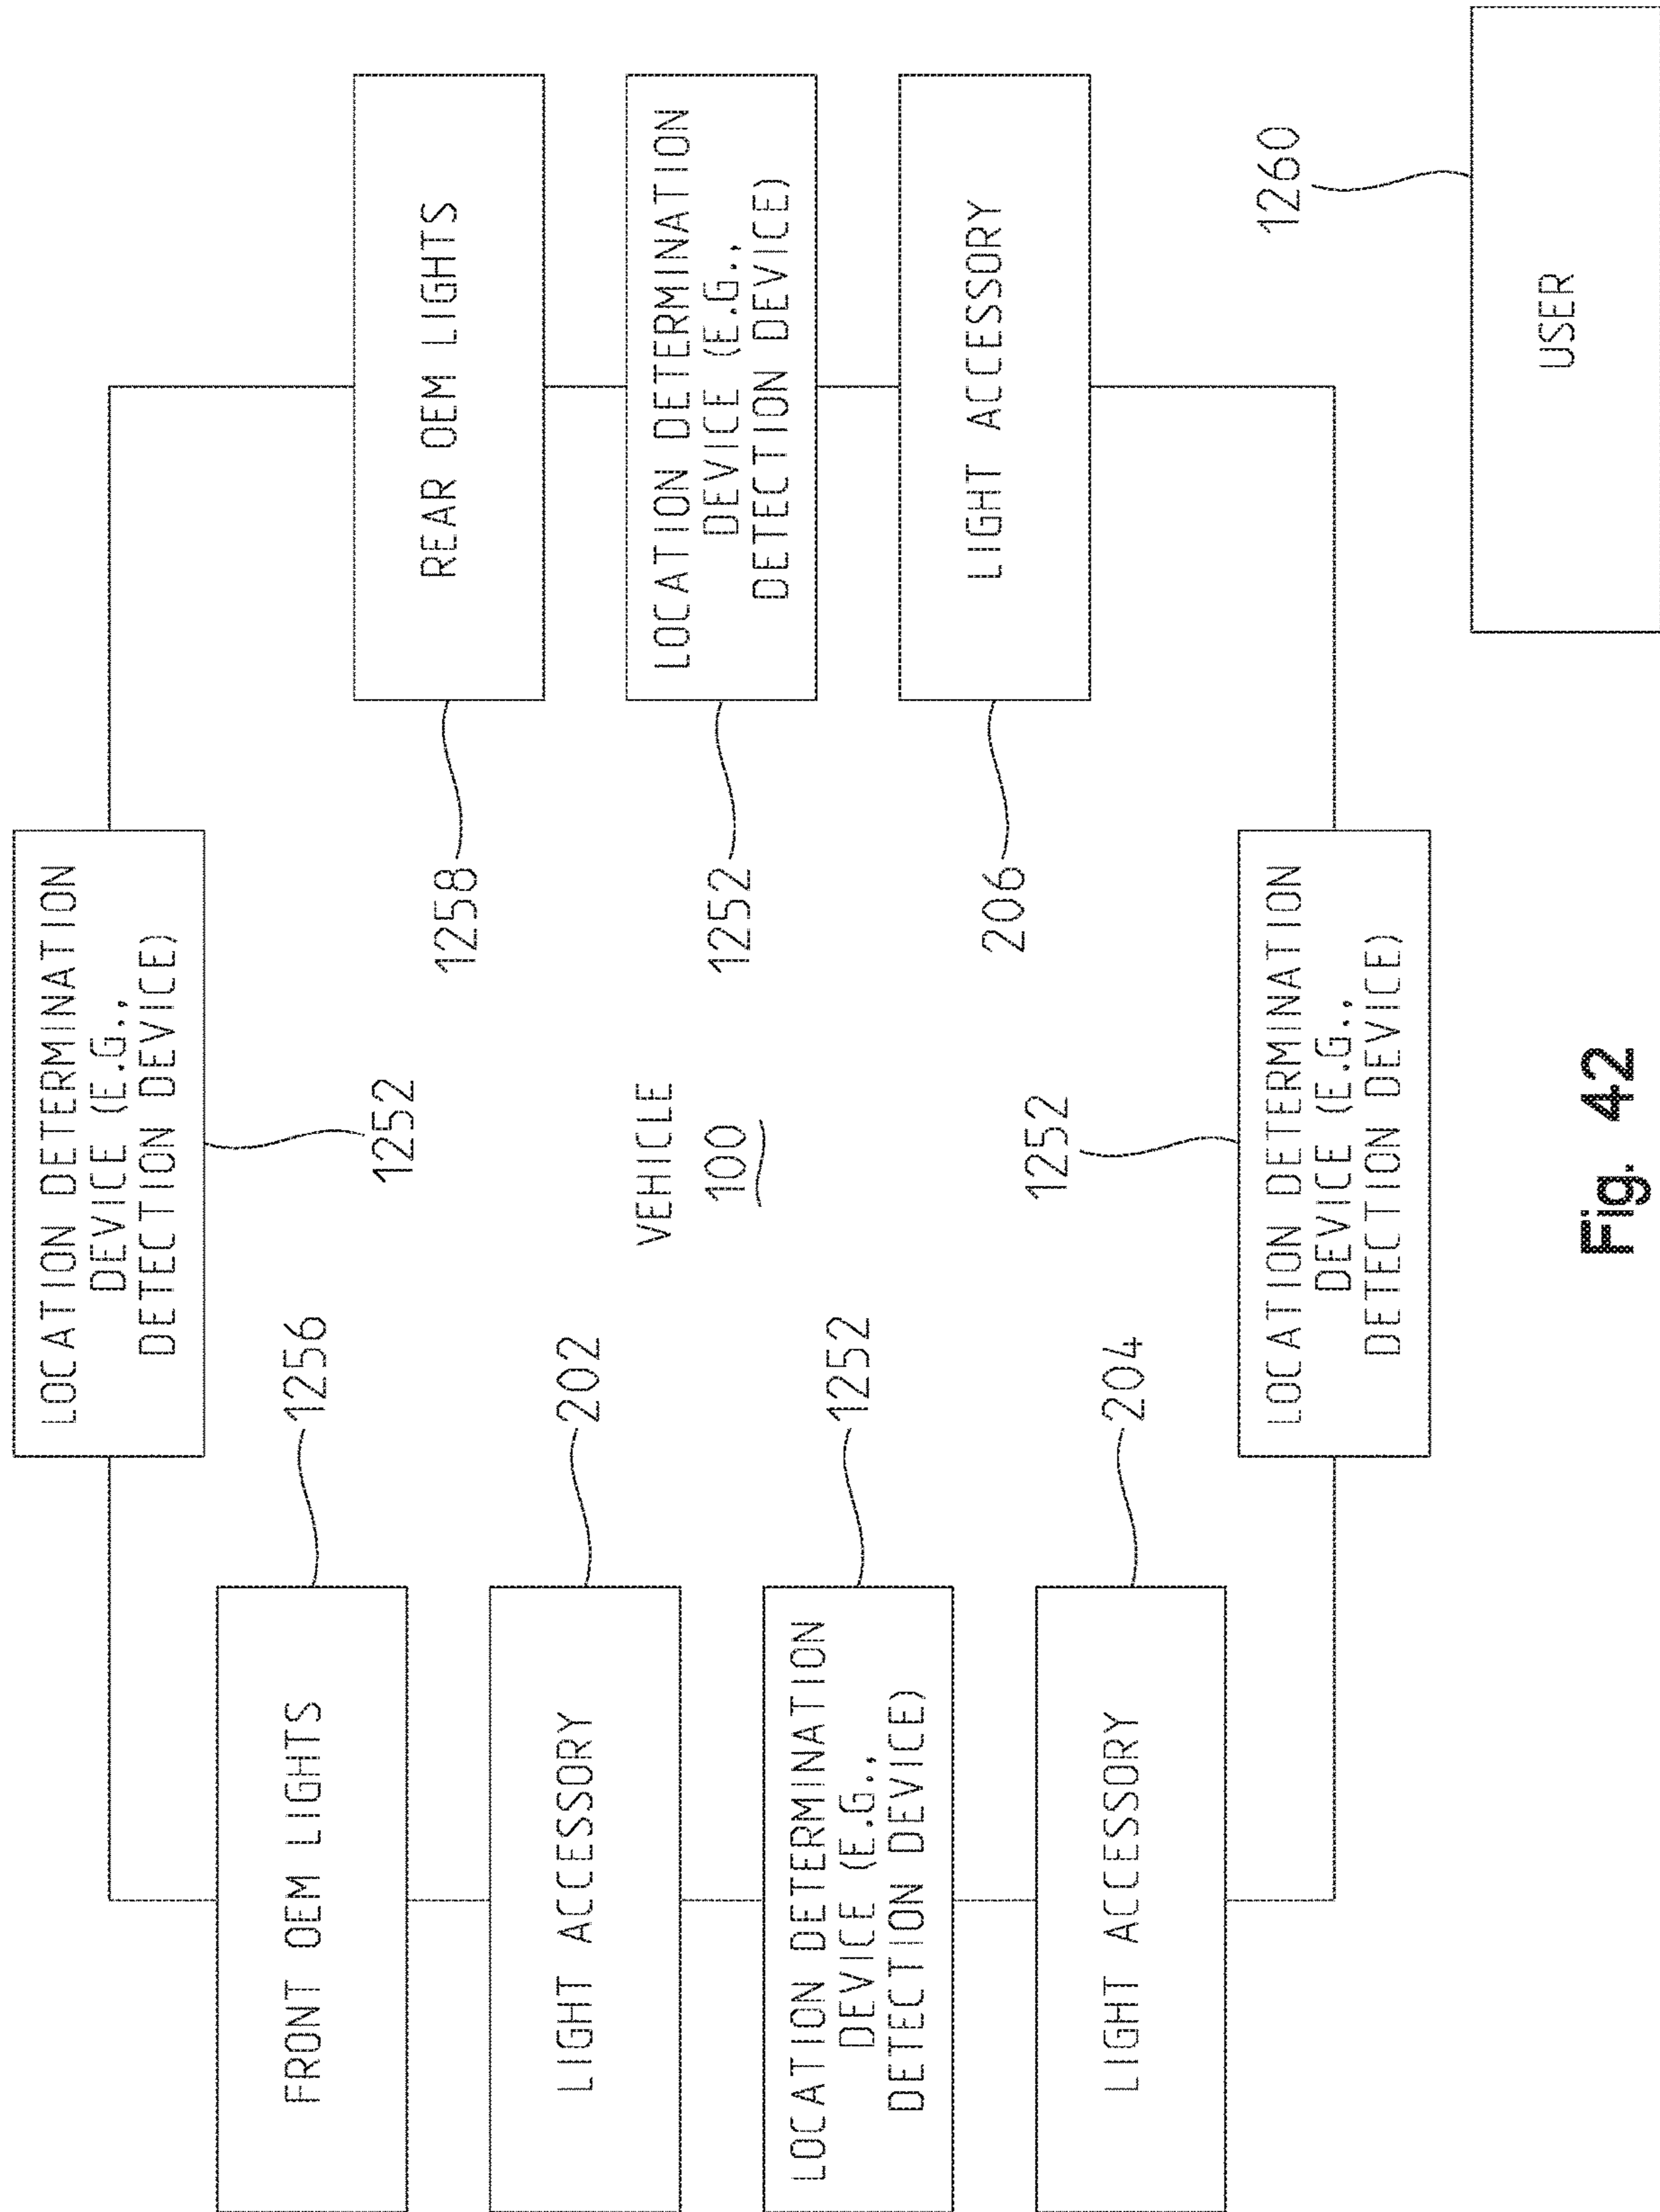 LOCATION DETERMINATION
DEVICE (E.G.,
DETECTION DEVICE)
1252
FRONT OEM LIGHTS
1256
LIGHT ACCESSORY
202
LOCATION DETERMINATION
DEVICE (E.G.,
DETECTION DEVICE)
1252
LIGHT ACCESSORY
204
VEHICLE
100
REAR OEM LIGHTS
1258
LOCATION DETERMINATION
DEVICE (E.G.,
DETECTION DEVICE)
1252
LIGHT ACCESSORY
206
1252
LOCATION DETERMINATION
DEVICE (E.G.,
DETECTION DEVICE)
1260
USER
Fig. 42